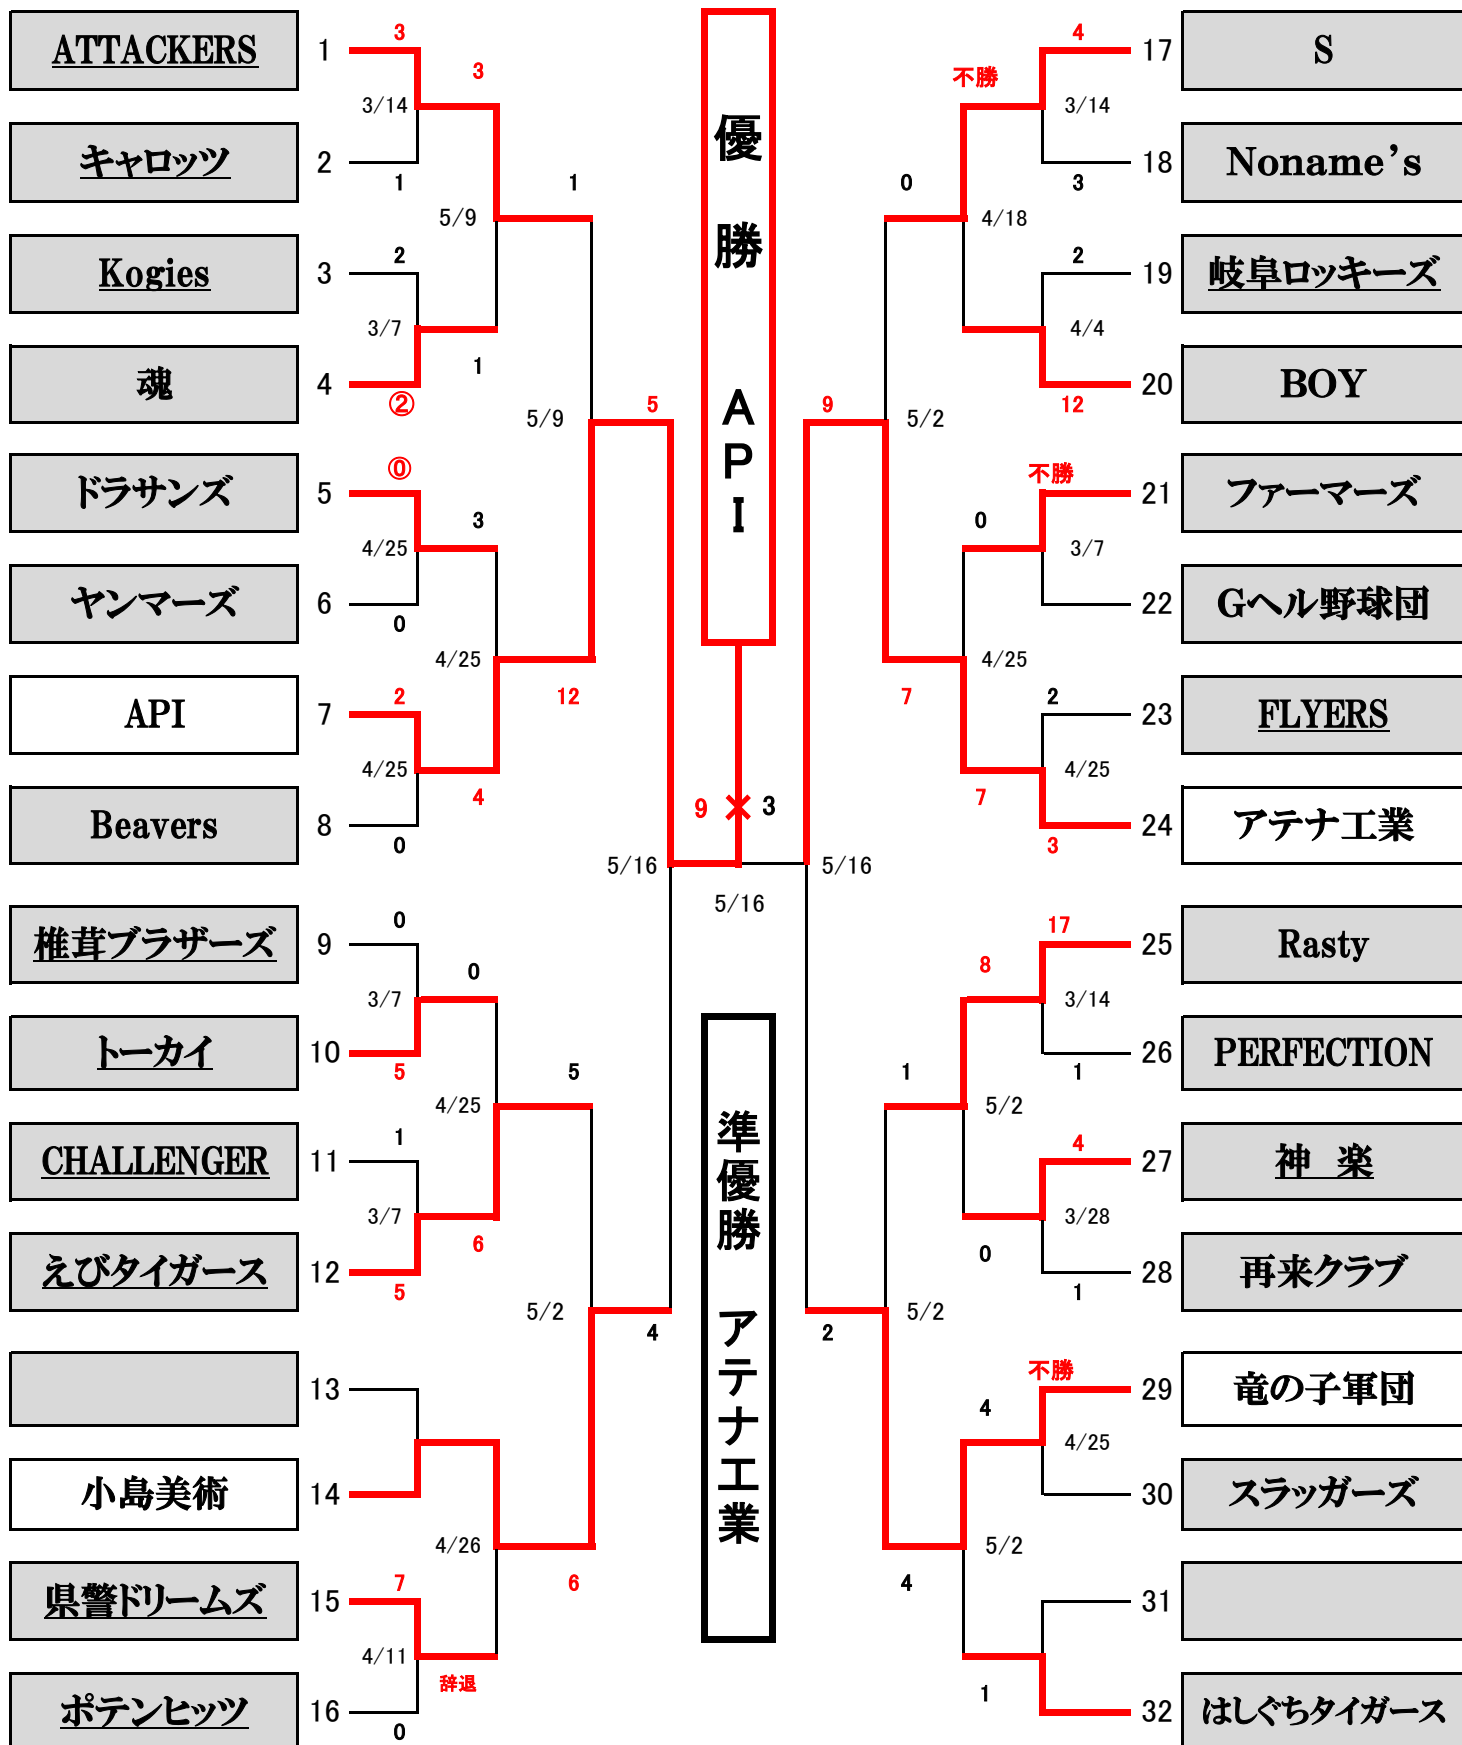 ATTACKERS 1 3
3/14
キャロッツ 2 1
3
5/9
Kogies 3 2
3/7
魂 4 ②
1
1
5/9
ドラサンズ 5 ⓪
4/25
ヤンマーズ 6 0
3
4/25
API 7 2
4/25
Beavers 8 0
4
12
5
5/16
椎茸ブラザーズ 9 0
3/7
トーカイ 10 5
0
4/25
CHALLENGER 11 1
3/7
えびタイガース 12 5
6
5
5/2
13
小島美術 14
4/26
県警ドリームズ 15 7
4/11
ポテンヒッツ 16 0
辞退
6
4
優勝 API
9 3
5/16
準優勝 アテナ工業
4 17 S
3/14
3 18 Noname's
不勝
4/18
2 19 岐阜ロッキーズ
4/4
12 20 BOY
0
5/2
不勝 21 ファーマーズ
3/7
22 Gヘル野球団
0
4/25
2 23 FLYERS
4/25
3 24 アテナ工業
7
7
9
5/16
17 25 Rasty
3/14
1 26 PERFECTION
8
5/2
4 27 神 楽
3/28
1 28 再来クラブ
0
1
5/2
不勝 29 竜の子軍団
4/25
30 スラッガーズ
4
5/2
31
32 はしぐちタイガース
1
4
2